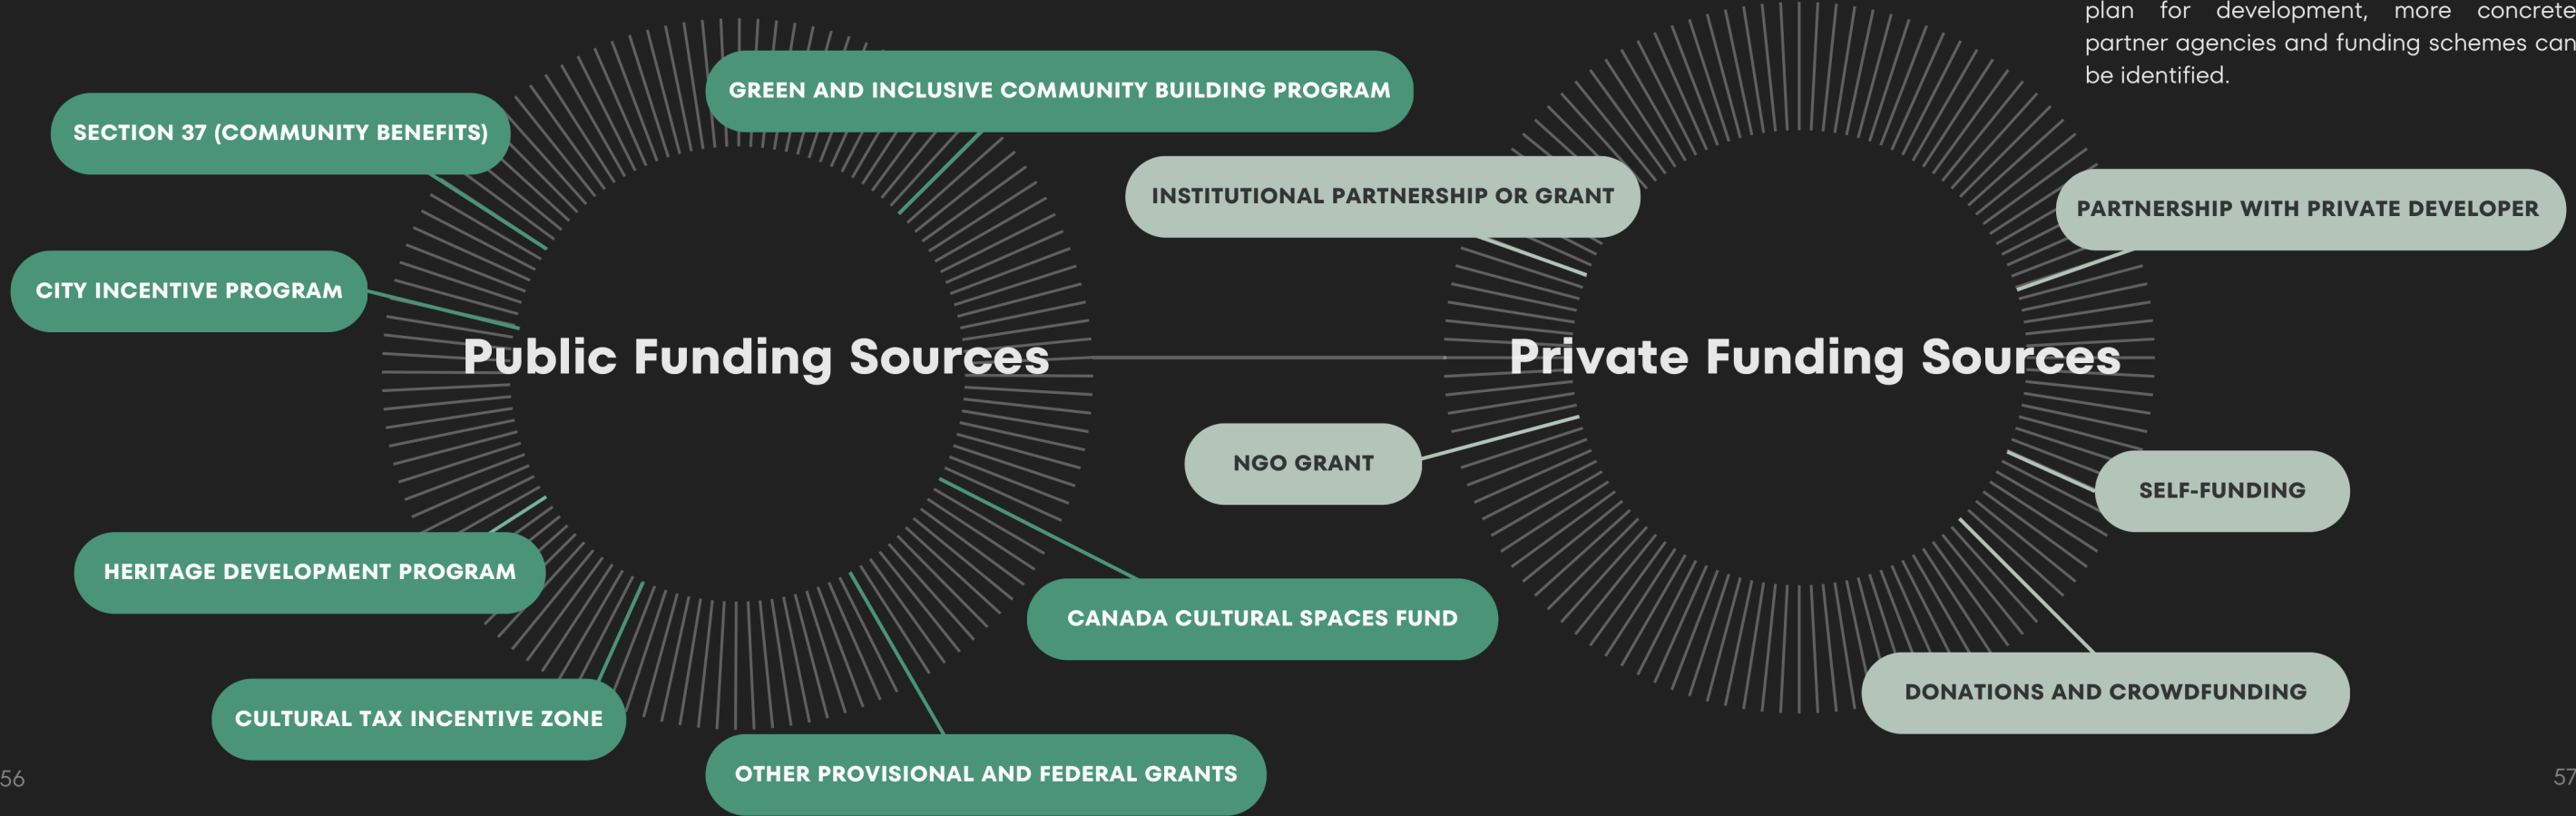 plan for development, more concrete
partner agencies and funding schemes can
be identified.
GREEN AND INCLUSIVE COMMUNITY BUILDING PROGRAM
SECTION 37 (COMMUNITY BENEFITS)
CITY INCENTIVE PROGRAM
Public Funding Sources
HERITAGE DEVELOPMENT PROGRAM
CANADA CULTURAL SPACES FUND
CULTURAL TAX INCENTIVE ZONE
OTHER PROVISIONAL AND FEDERAL GRANTS
INSTITUTIONAL PARTNERSHIP OR GRANT
PARTNERSHIP WITH PRIVATE DEVELOPER
Private Funding Sources
NGO GRANT
SELF-FUNDING
DONATIONS AND CROWDFUNDING
56
57